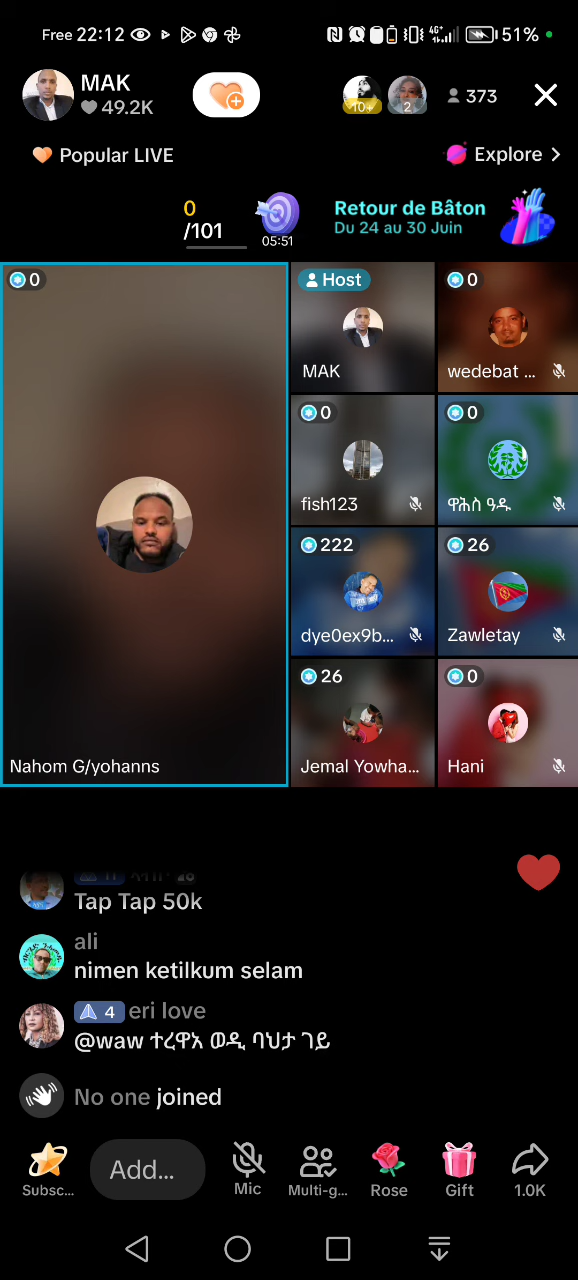 Free 22:12
4G+
51%
MAK
49.2K
10+
2
373
Popular LIVE
Explore
0
/101
05:51
Retour de Bâton
Du 24 au 30 Juin
0
Host
0
MAK
wedebat ...
0
0
fish123
ዋሕስ ዓዱ
222
26
dye0ex9b...
Zawletay
26
0
Nahom G/yohanns
Jemal Yowha...
Hani
Tap Tap 50k
ali
nimen ketilkum selam
4
eri love
@waw ተረዋአ ወዲ ባህታ ገይ
No one joined
Add...
Subsc...
Mic
Multi-g...
Rose
Gift
1.0K